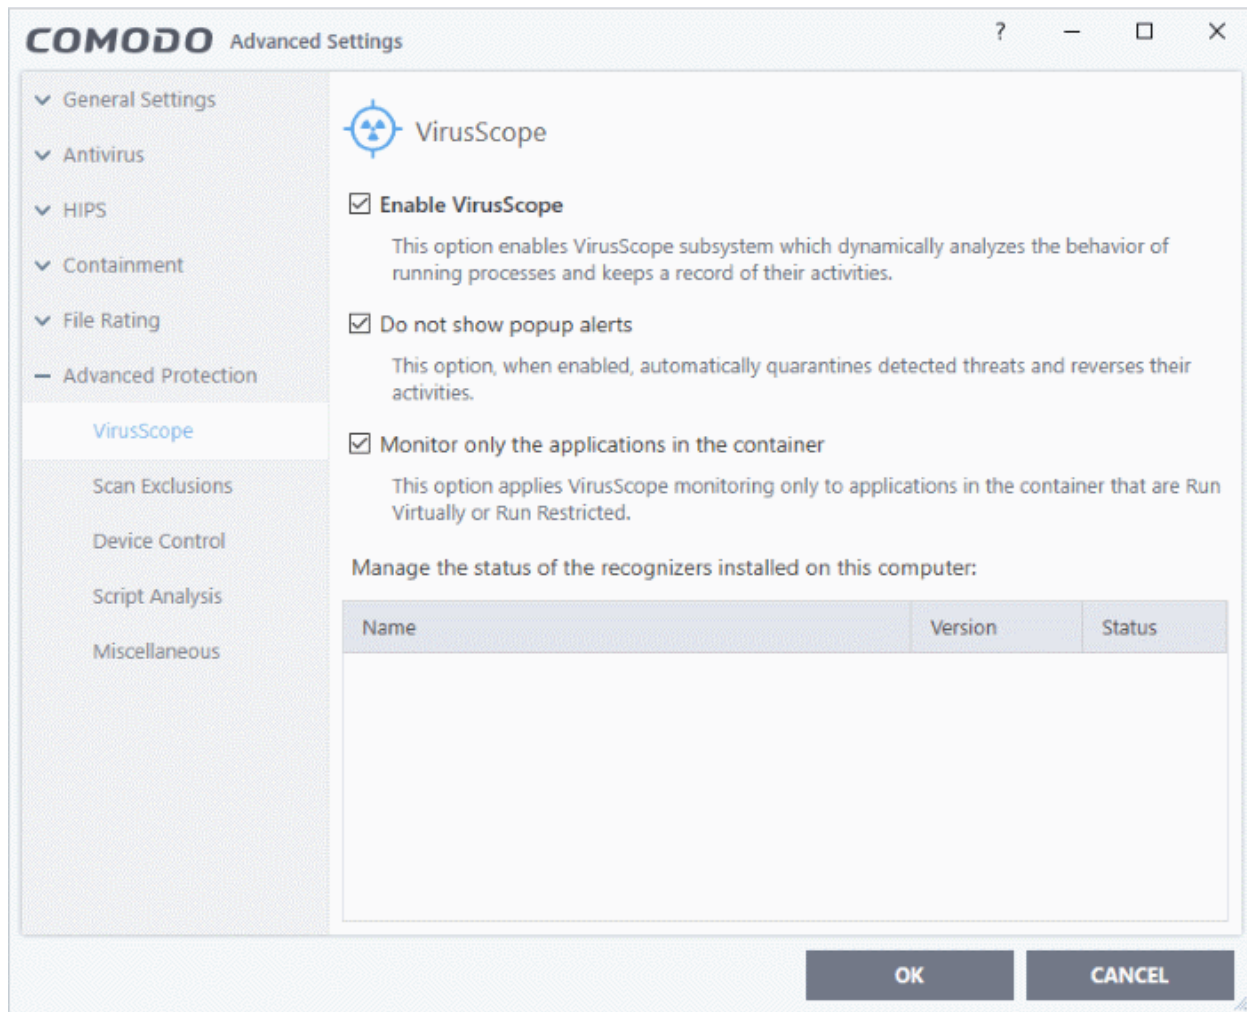 COMODO Advanced Settings ?
General Settings
Antivirus
HIPS
Containment
File Rating
Advanced Protection
VirusScope
Scan Exclusions
Device Control
Script Analysis
Miscellaneous
VirusScope
Enable VirusScope
This option enables VirusScope subsystem which dynamically analyzes the behavior of
running processes and keeps a record of their activities.
Do not show popup alerts
This option, when enabled, automatically quarantines detected threats and reverses their
activities.
Monitor only the applications in the container
This option applies VirusScope monitoring only to applications in the container that are Run
Virtually or Run Restricted.
Manage the status of the recognizers installed on this computer:
Name Version Status
OK CANCEL